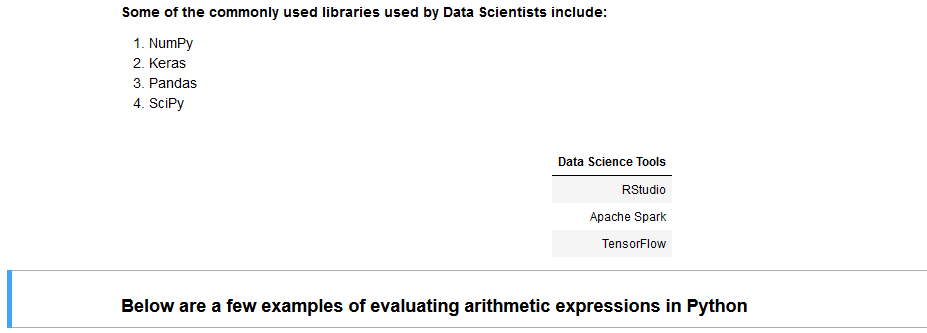 Some of the commonly used libraries used by Data Scientists include:
1. NumPy
2. Keras
3. Pandas
4. SciPy
Data Science Tools
RStudio
Apache Spark
TensorFlow
Below are a few examples of evaluating arithmetic expressions in Python